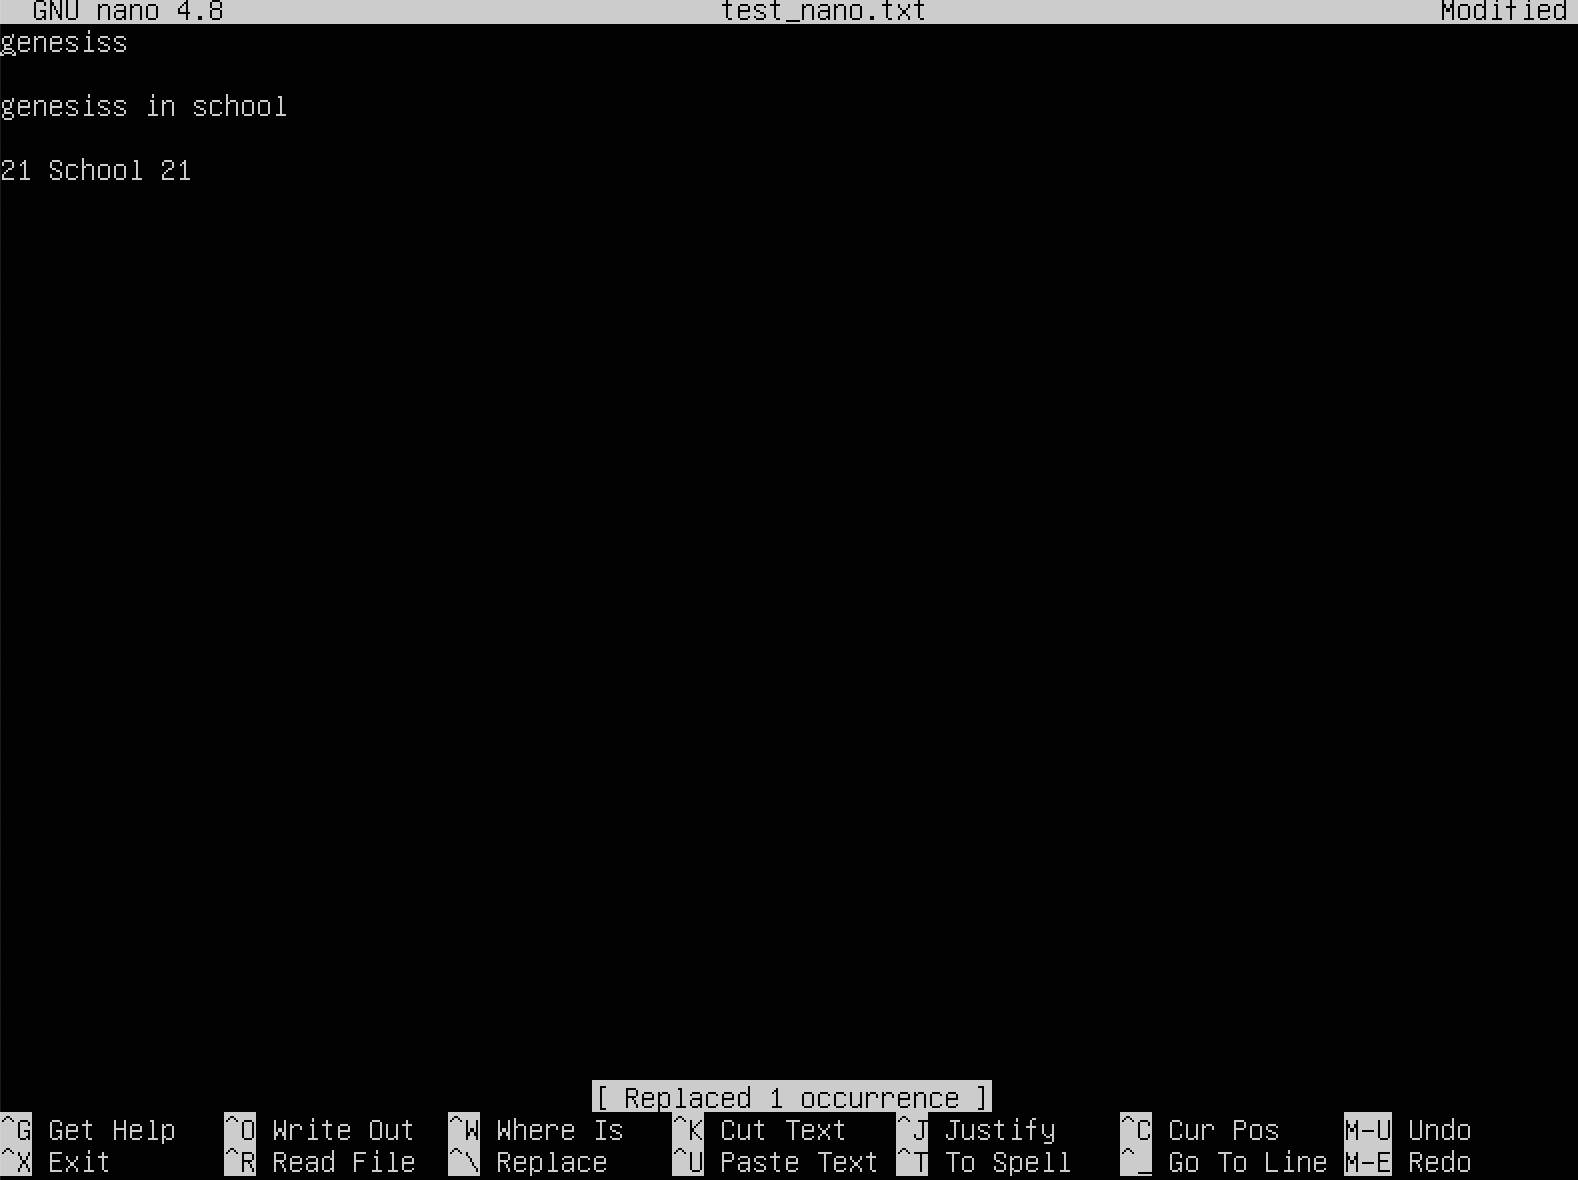 GNU nano 4.8 test_nano.txt Modified
genesiss
genesiss in school
21 School 21
[ Replaced 1 occurrence ]
^G Get Help ^O Write Out ^W Where Is ^K Cut Text ^J Justify ^C Cur Pos M-U Undo
^X Exit ^R Read File ^\ Replace ^U Paste Text ^T To Spell ^_ Go To Line M-E Redo